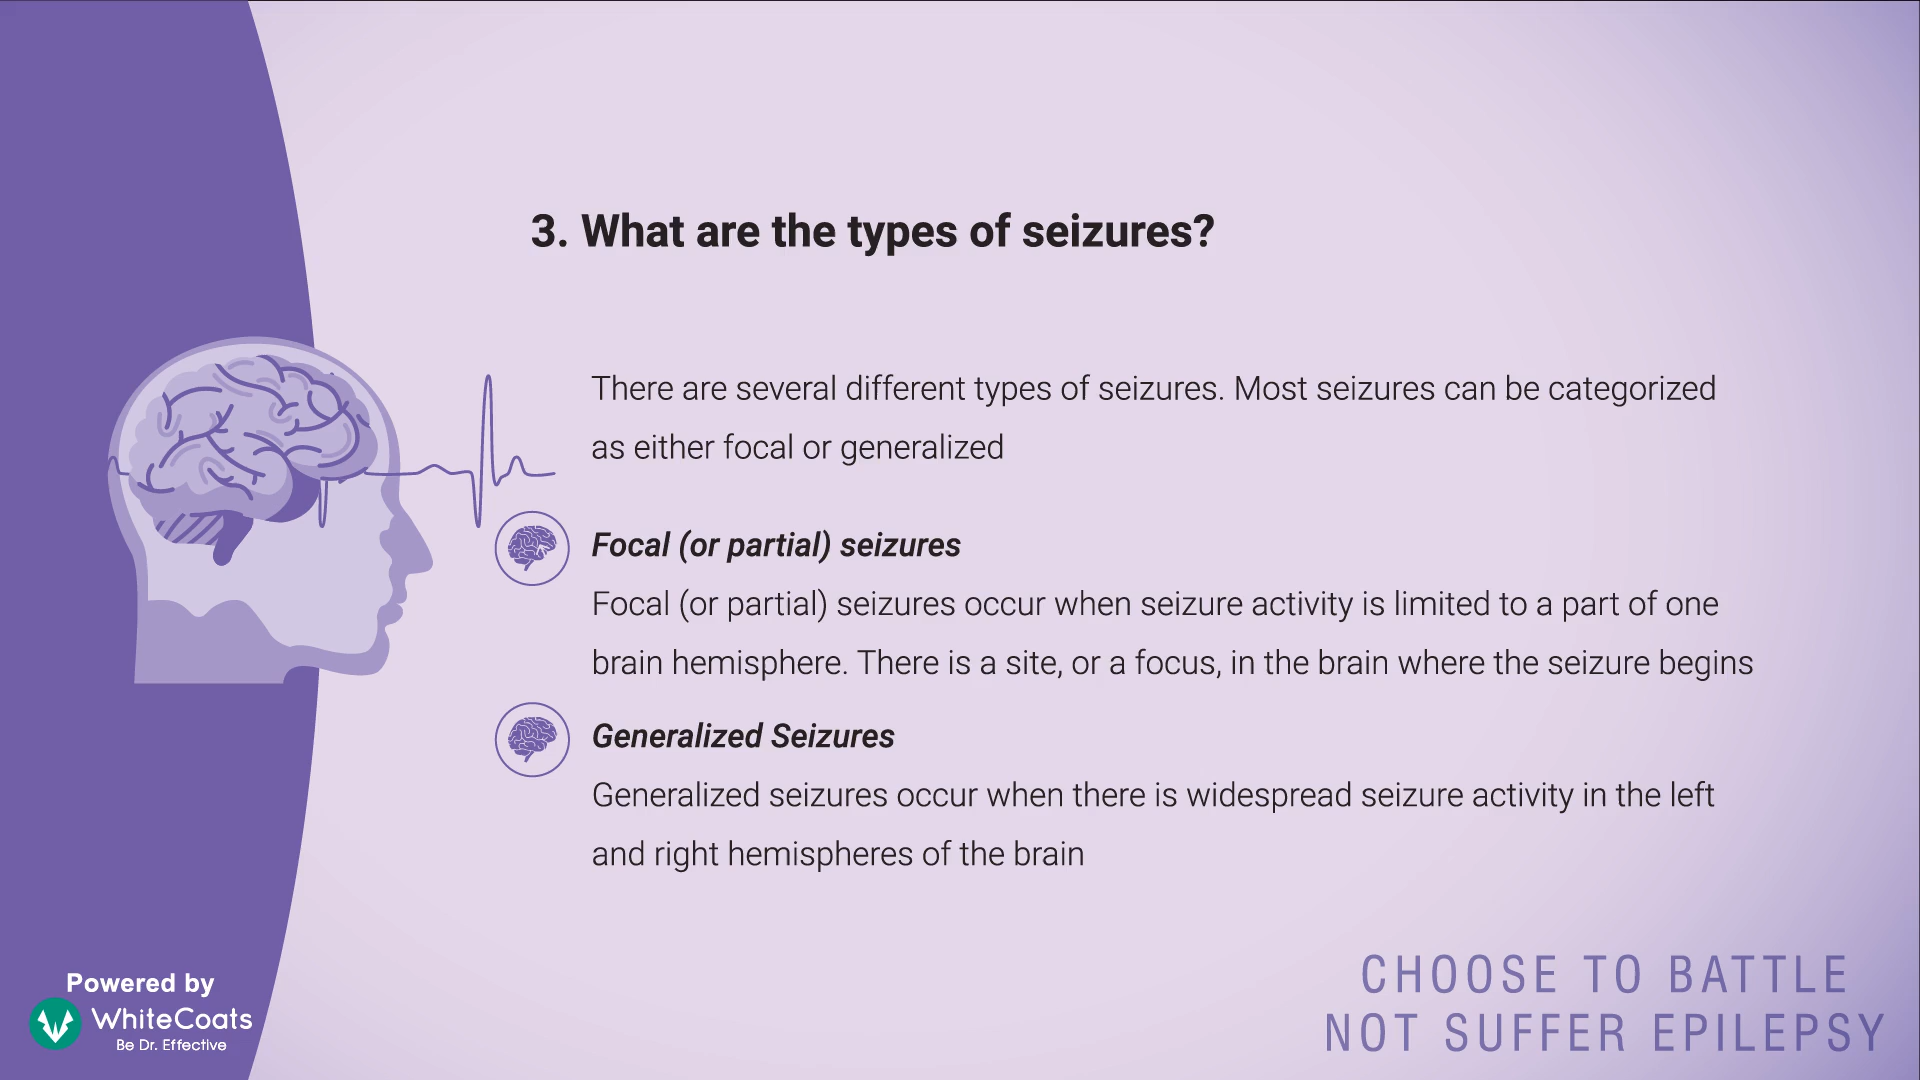 3. What are the types of seizures?
There are several different types of seizures. Most seizures can be categorized
as either focal or generalized
Focal (or partial) seizures
Focal (or partial) seizures occur when seizure activity is limited to a part of one
brain hemisphere. There is a site, or a focus, in the brain where the seizure begins
Generalized Seizures
Generalized seizures occur when there is widespread seizure activity in the left
and right hemispheres of the brain
Powered by
WhiteCoats
Be Dr. Effective
CHOOSE TO BATTLE
NOT SUFFER EPILEPSY